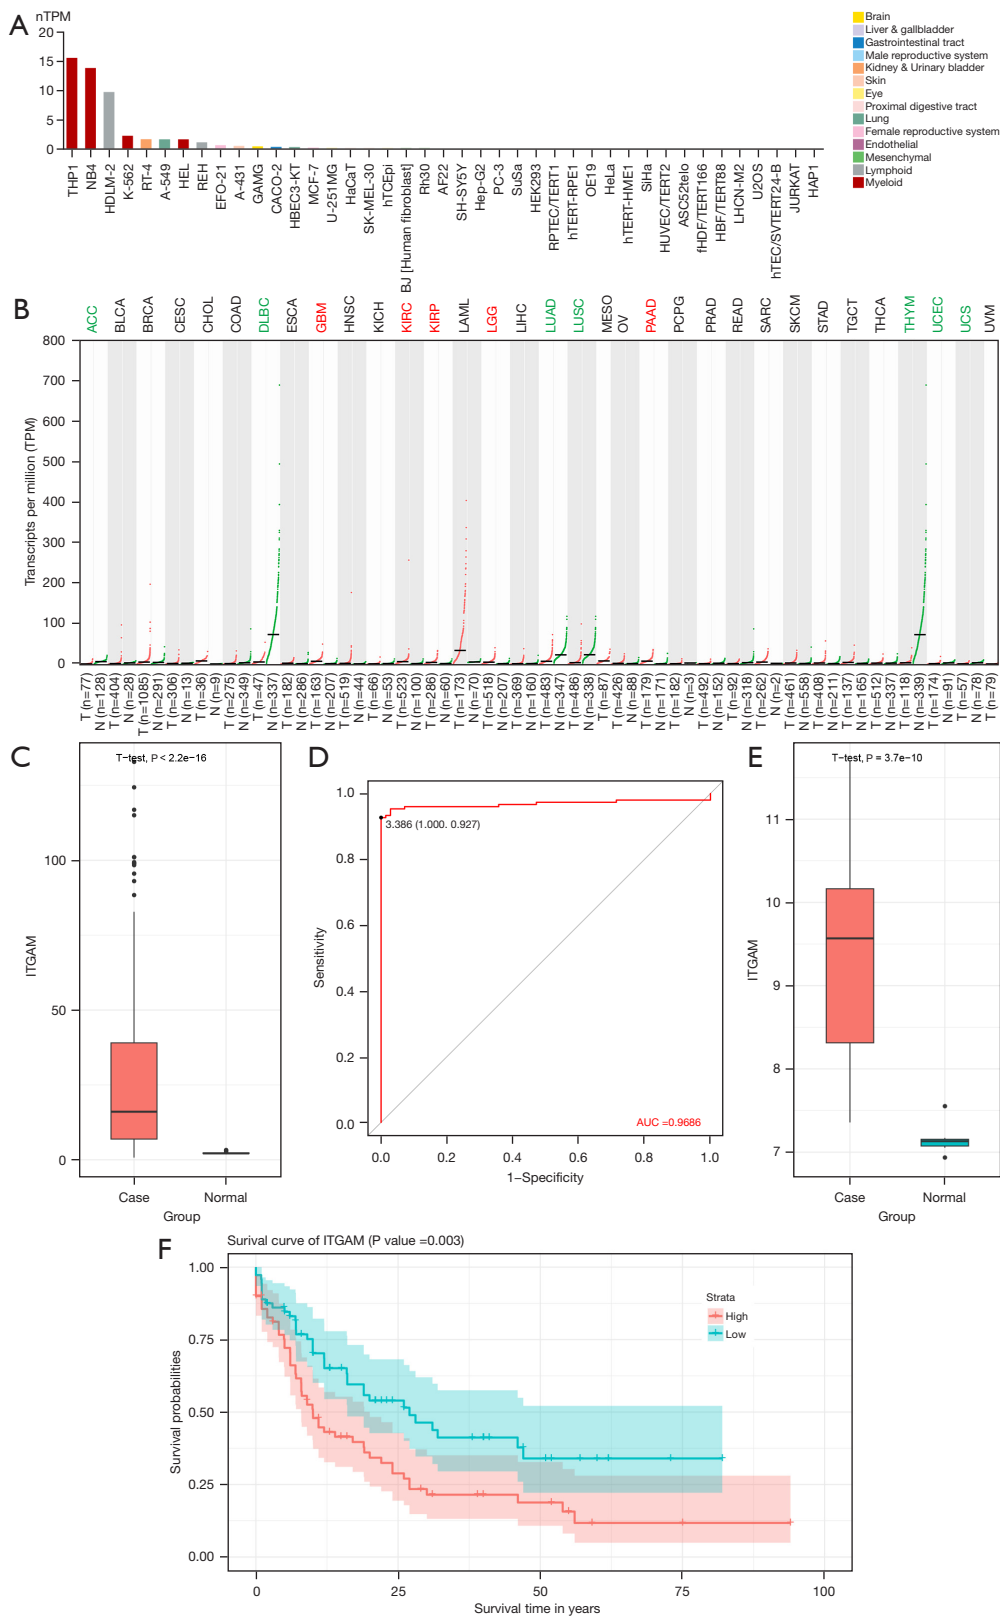 A
nTPM
20
15
10
5
0
THP1
NB4
HDLM-2
K-562
RT-4
A-549
HEL
REH
EFO-21
A-431
GAMG
CACO-2
HBEC3-KT
MCF-7
U-251MG
HaCaT
SK-MEL-30
hTCEpi
BJ [Human fibroblast]
Rh30
AF22
SH-SY5Y
Hep-G2
PC-3
SuSa
HEK293
RPTEC/TERT1
hTERT-RPE1
OE19
HeLa
hTERT-HME1
SiHa
HUVEC/TERT2
ASC52telo
fHDF/TERT166
HBF/TERT88
LHCN-M2
U2OS
hTEC/SVTERT24-B
JURKAT
HAP1
Brain
Liver & gallbladder
Gastrointestinal tract
Male reproductive system
Kidney & Urinary bladder
Skin
Eye
Proximal digestive tract
Lung
Female reproductive system
Endothelial
Mesenchymal
Lymphoid
Myeloid
B
ACC
BLCA
BRCA
CESC
CHOL
COAD
DLBC
ESCA
GBM
HNSC
KICH
KIRC
KIRP
LAML
LGG
LIHC
LUAD
LUSC
MESO
OV
PAAD
PCPG
PRAD
READ
SARC
SKCM
STAD
TGCT
THCA
THYM
UCEC
UCS
UVM
Transcripts per million (TPM)
800
700
600
500
400
300
200
100
0
T (n=77)
N (n=128)
T (n=404)
N (n=28)
T (n=1085)
N (n=291)
T (n=306)
N (n=13)
T (n=36)
N (n=9)
T (n=275)
N (n=349)
T (n=47)
N (n=337)
T (n=182)
N (n=286)
T (n=163)
N (n=207)
T (n=519)
N (n=44)
T (n=66)
N (n=53)
T (n=523)
N (n=100)
T (n=286)
N (n=60)
T (n=173)
N (n=70)
T (n=518)
N (n=207)
T (n=369)
N (n=160)
T (n=483)
N (n=347)
T (n=486)
N (n=338)
T (n=87)
T (n=426)
N (n=88)
T (n=179)
N (n=171)
T (n=182)
N (n=3)
T (n=492)
N (n=152)
T (n=92)
N (n=318)
T (n=262)
N (n=2)
T (n=461)
N (n=558)
T (n=408)
N (n=211)
T (n=137)
N (n=165)
T (n=512)
N (n=337)
T (n=118)
N (n=339)
T (n=174)
N (n=91)
T (n=57)
N (n=78)
T (n=79)
C
T-test, P < 2.2e-16
ITGAM
100
50
0
Case
Normal
Group
D
Sensitivity
1.0
0.8
0.6
0.4
0.2
0.0
3.386 (1.000. 0.927)
AUC =0.9686
0.0
0.2
0.4
0.6
0.8
1.0
1-Specificity
E
T-test, P = 3.7e-10
ITGAM
11
10
9
8
7
Case
Normal
Group
F
Surival curve of ITGAM (P value =0.003)
Survival probabilities
1.00
0.75
0.50
0.25
0.00
Strata
High
Low
0
25
50
75
100
Survival time in years